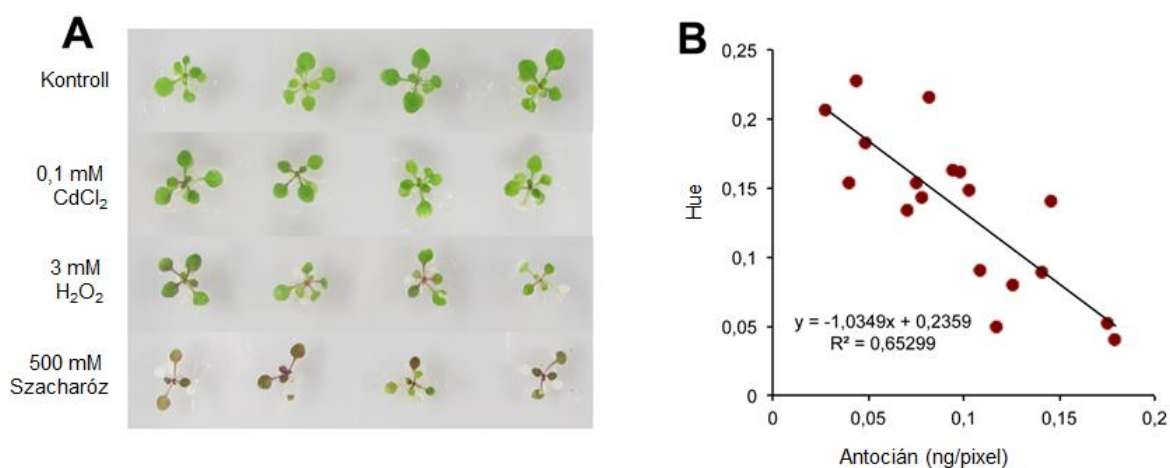 A
Kontroll
0,1 mM
CdCl₂
3 mM
H₂O₂
500 mM
Szacharóz
B
0,25
0,2
0,15
0,1
0,05
0
Hue
y = -1,0349x + 0,2359
R² = 0,65299
0
0,05
0,1
0,15
0,2
Antocián (ng/pixel)